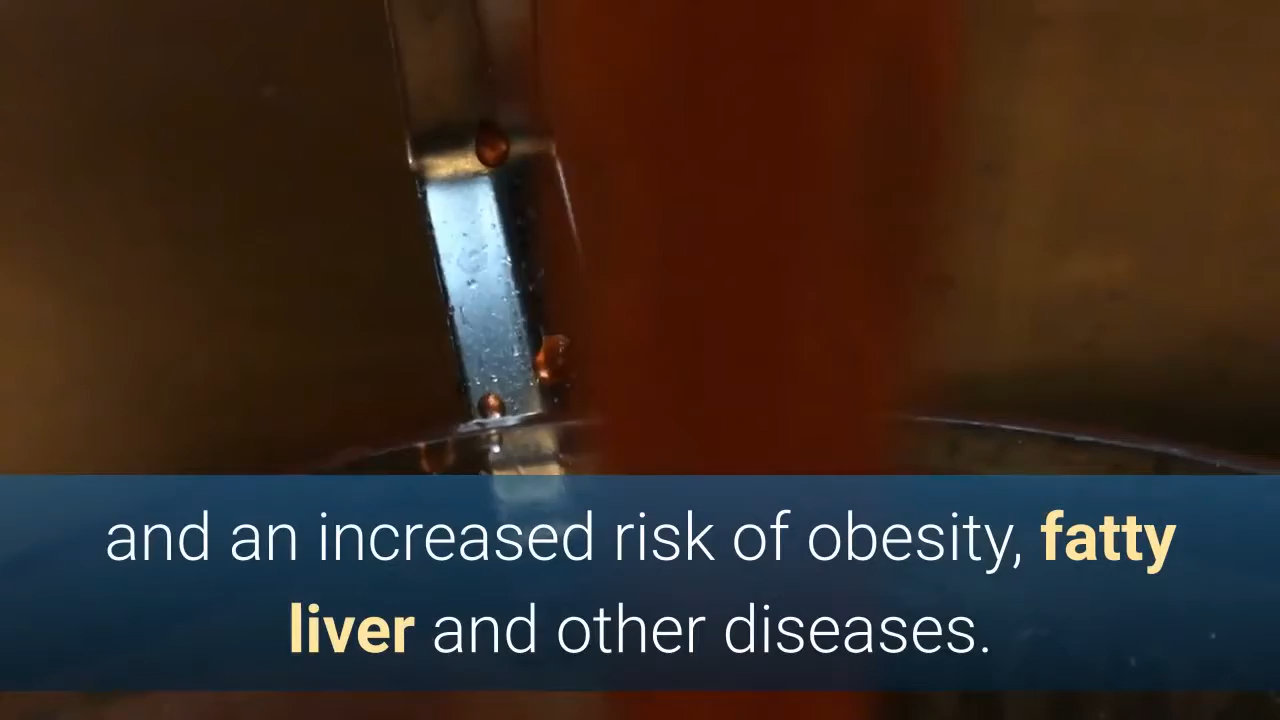 and an increased risk of obesity, fatty
liver and other diseases.